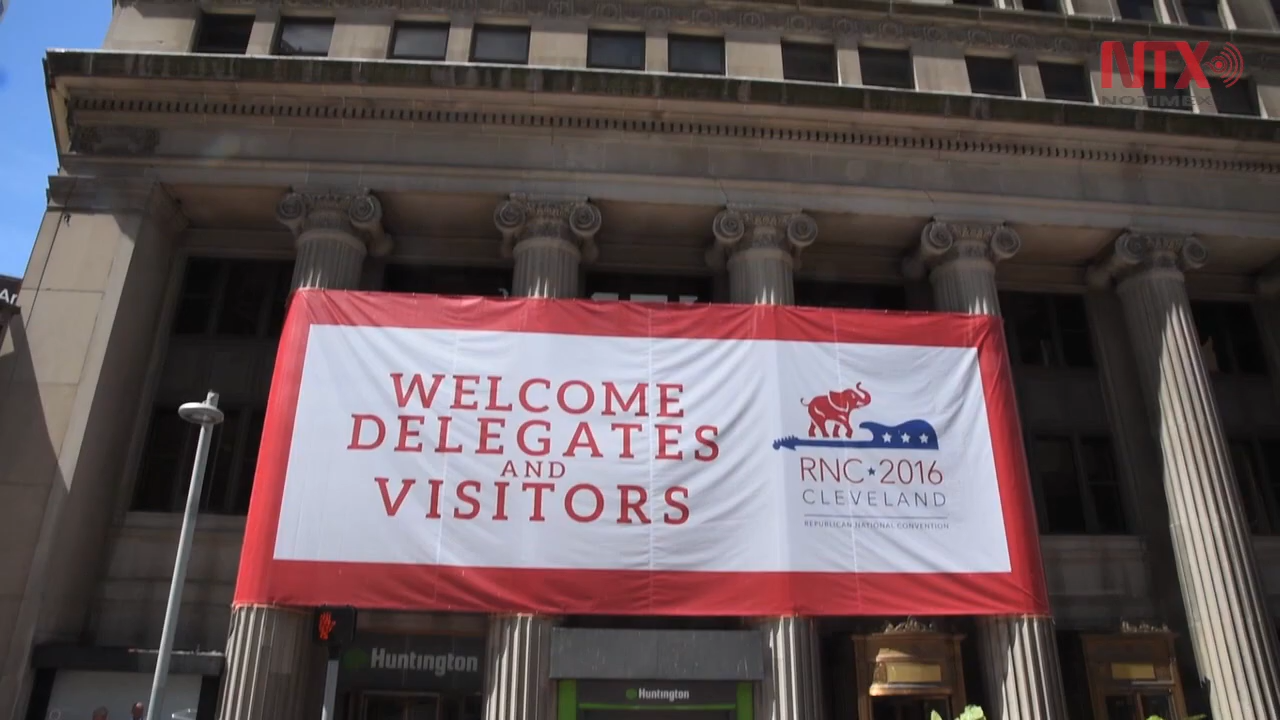 NTX
NOTIMEX
WELCOME
DELEGATES
AND
VISITORS
RNC★2016
CLEVELAND
REPUBLICAN NATIONAL CONVENTION
Huntington
Huntington